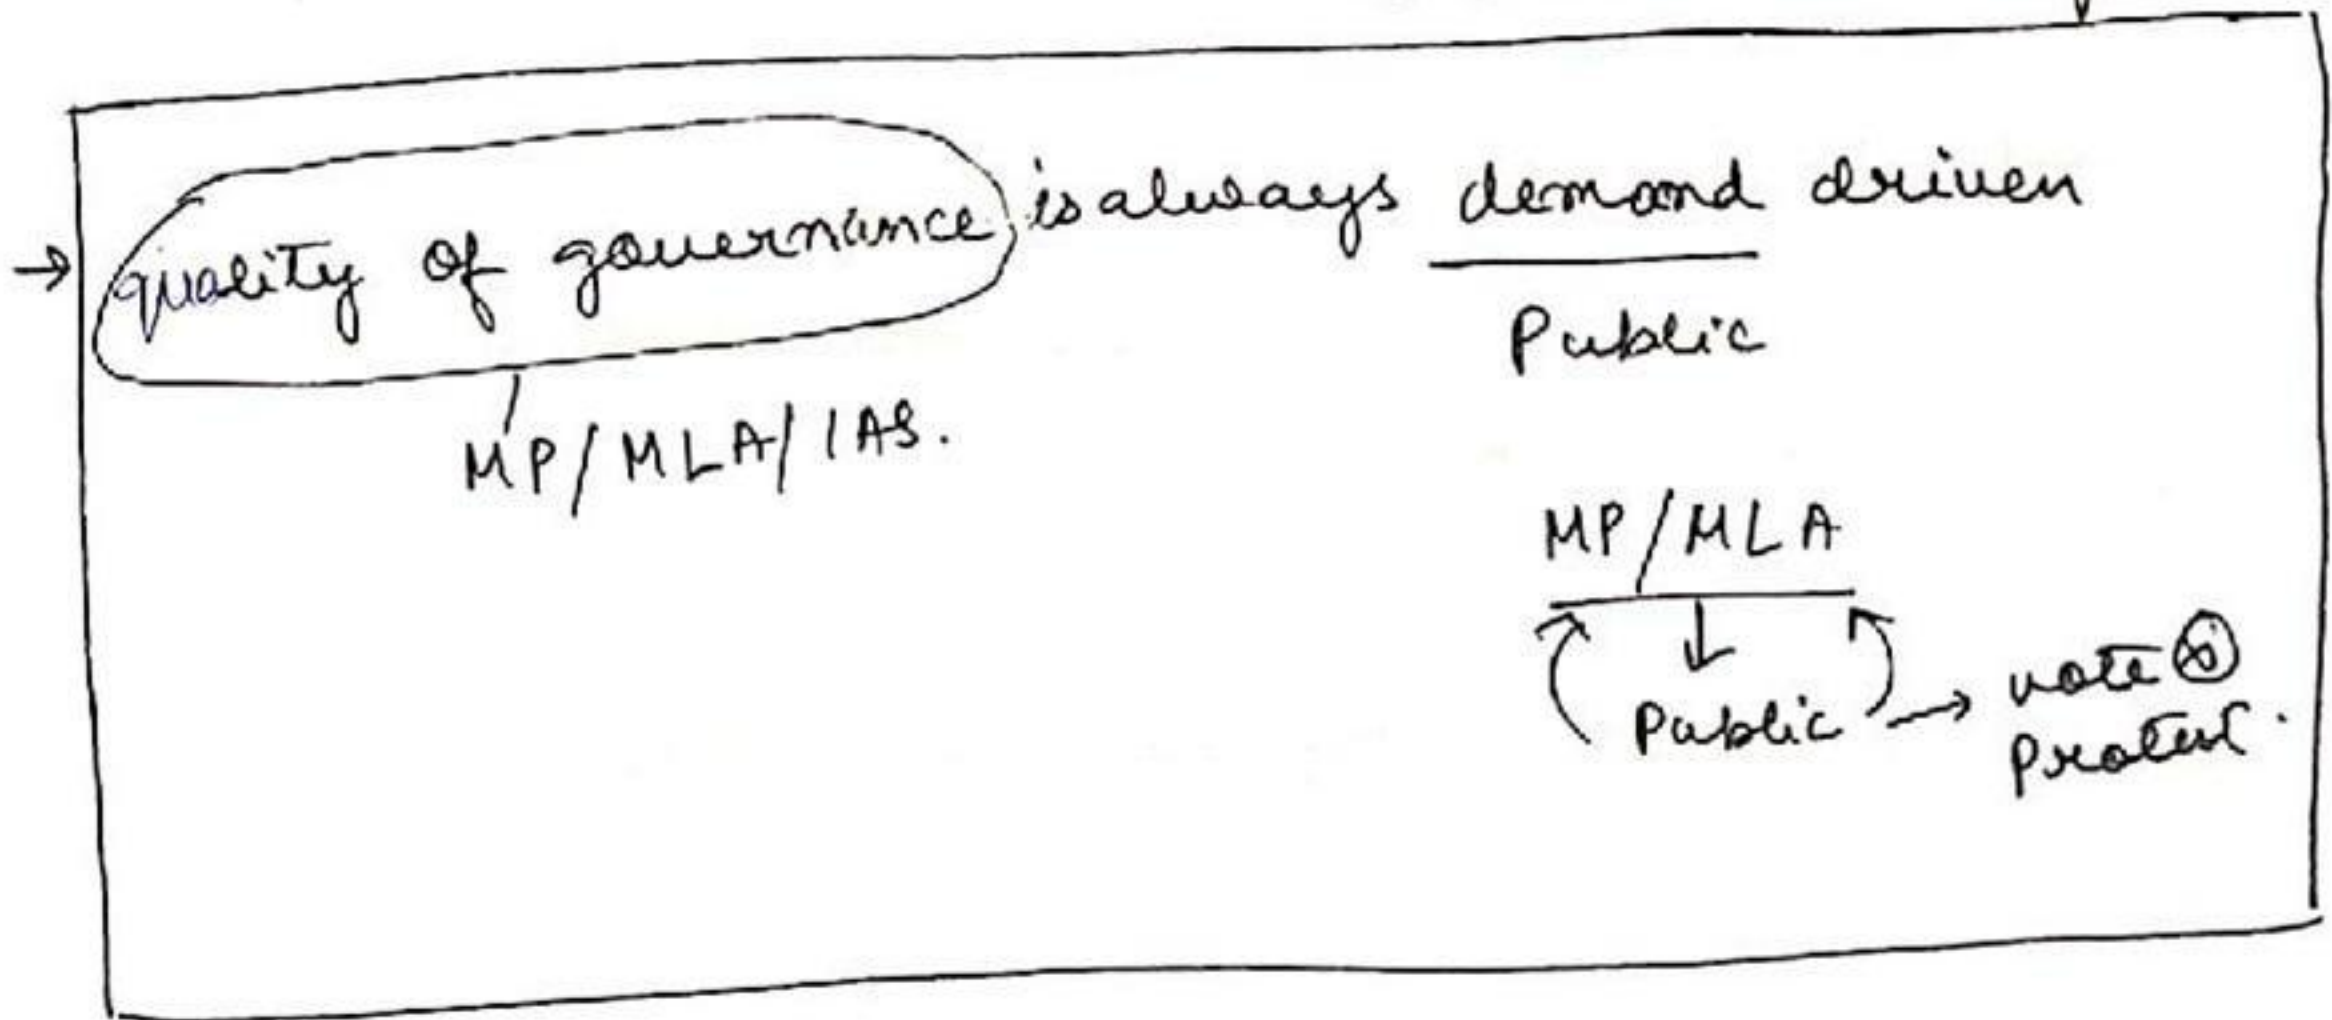 → quality of governance is always demand driven
Public
MP/MLA/IAS.
MP/MLA
↓
Public → vote
Protest.